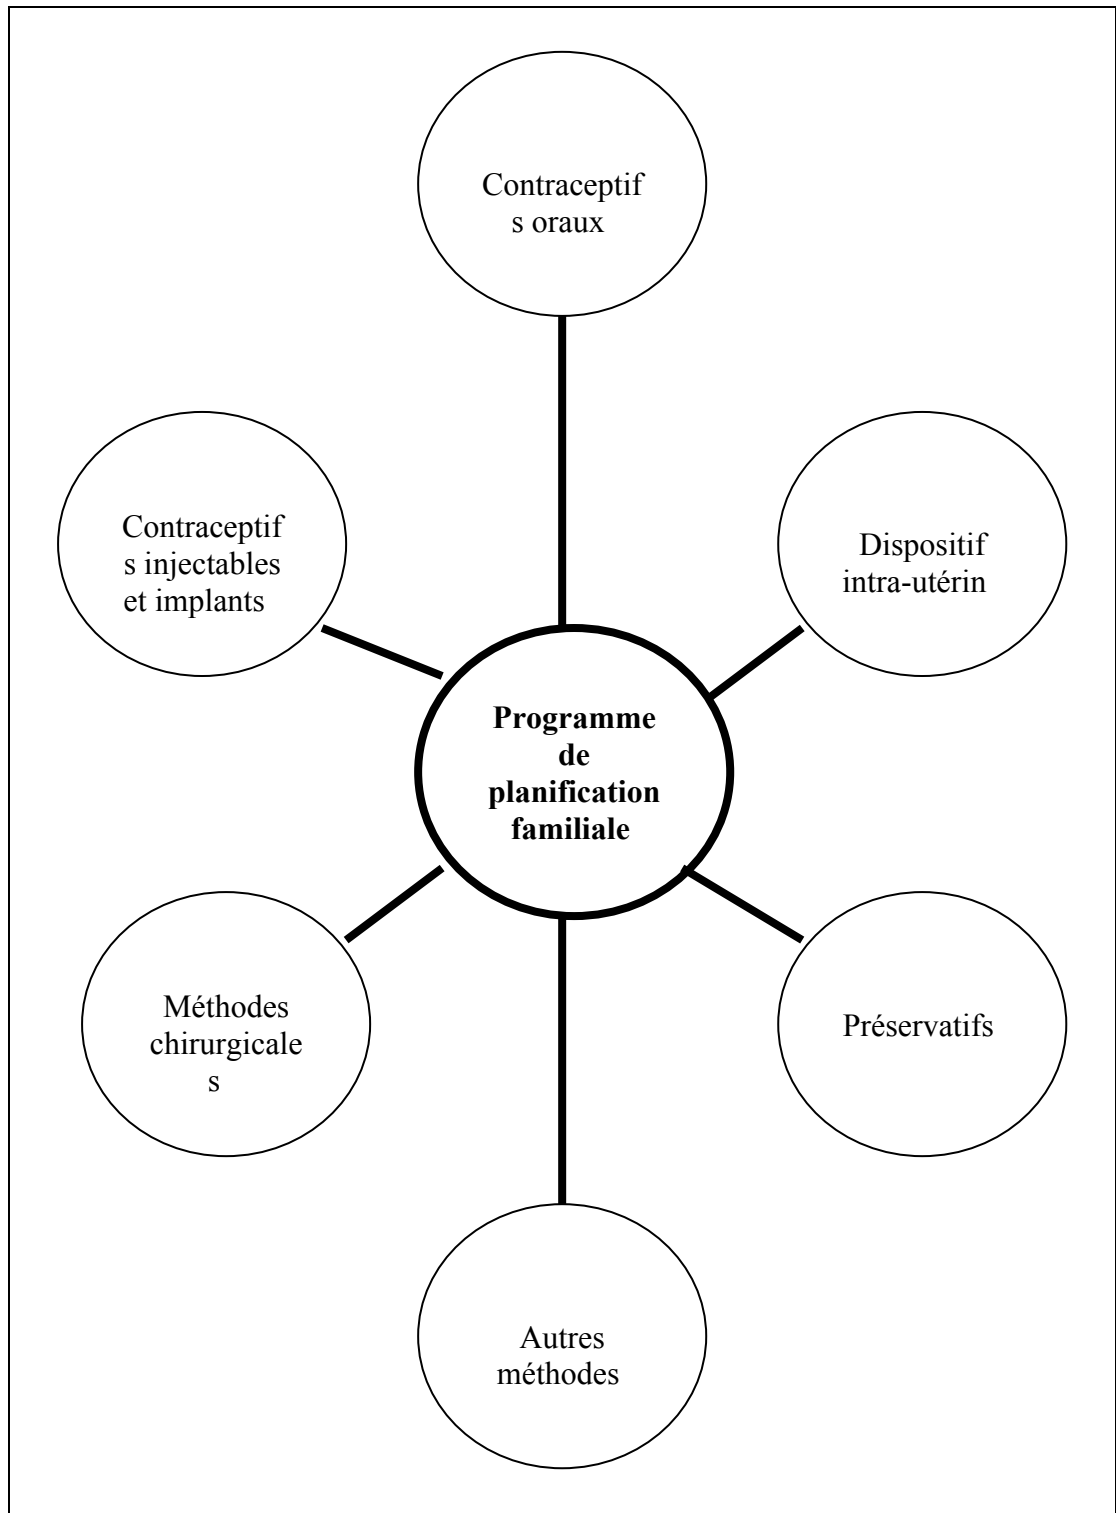 Contraceptif
s oraux
Contraceptif
s injectables
et implants
Dispositif
intra-utérin
Programme
de
planification
familiale
Méthodes
chirurgicale
s
Préservatifs
Autres
méthodes